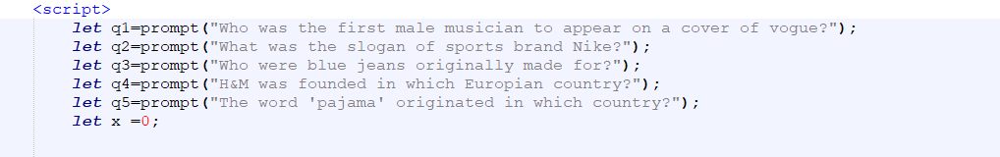 <script>
let q1=prompt("Who was the first male musician to appear on a cover of vogue?");
let q2=prompt("What was the slogan of sports brand Nike?");
let q3=prompt("Who were blue jeans originally made for?");
let q4=prompt("H&M was founded in which Europian country?");
let q5=prompt("The word 'pajama' originated in which country?");
let x =0;